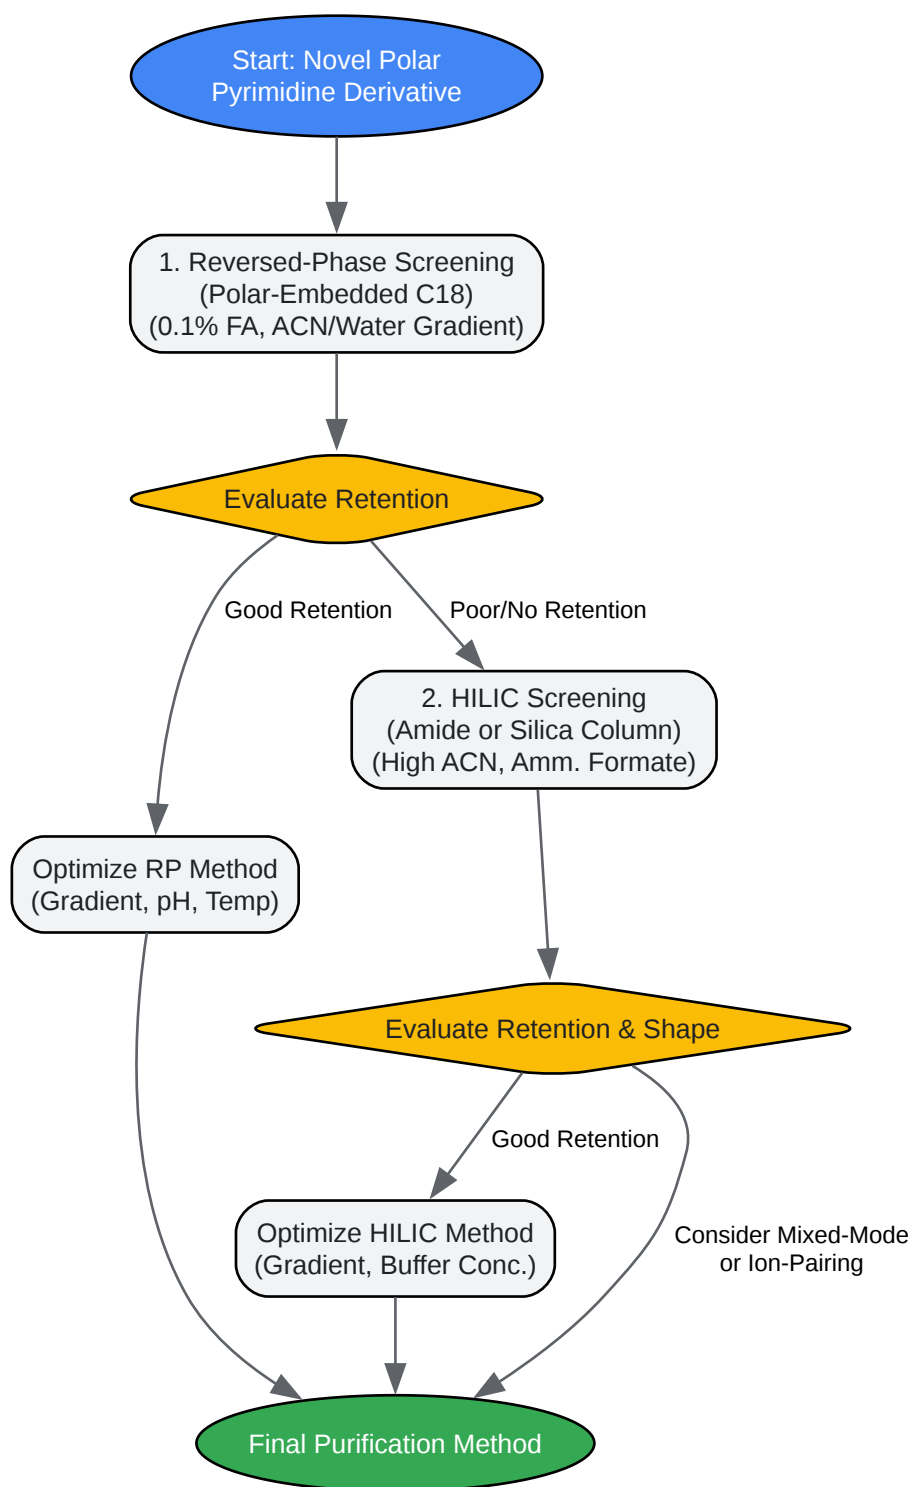 Start: Novel Polar
Pyrimidine Derivative
1. Reversed-Phase Screening
(Polar-Embedded C18)
(0.1% FA, ACN/Water Gradient)
Evaluate Retention
Good Retention
Poor/No Retention
2. HILIC Screening
(Amide or Silica Column)
(High ACN, Amm. Formate)
Optimize RP Method
(Gradient, pH, Temp)
Evaluate Retention & Shape
Good Retention
Consider Mixed-Mode
or Ion-Pairing
Optimize HILIC Method
(Gradient, Buffer Conc.)
Final Purification Method